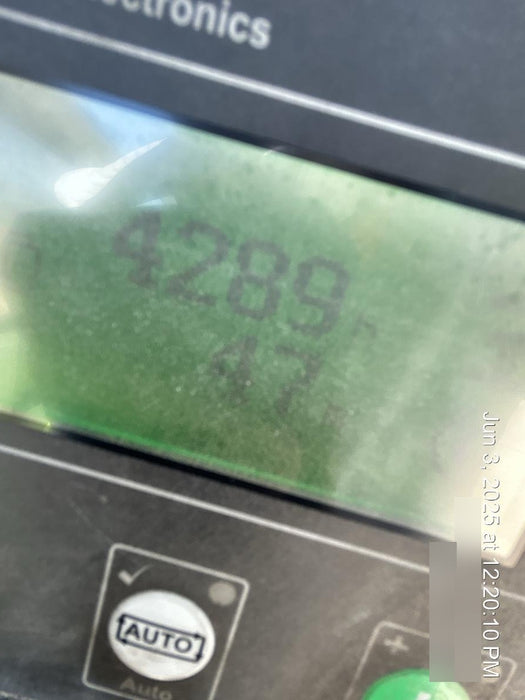 ectronics
4289 h
47
AUTO
Auto
+
Jun 3, 2025 at 12:20:10 PM